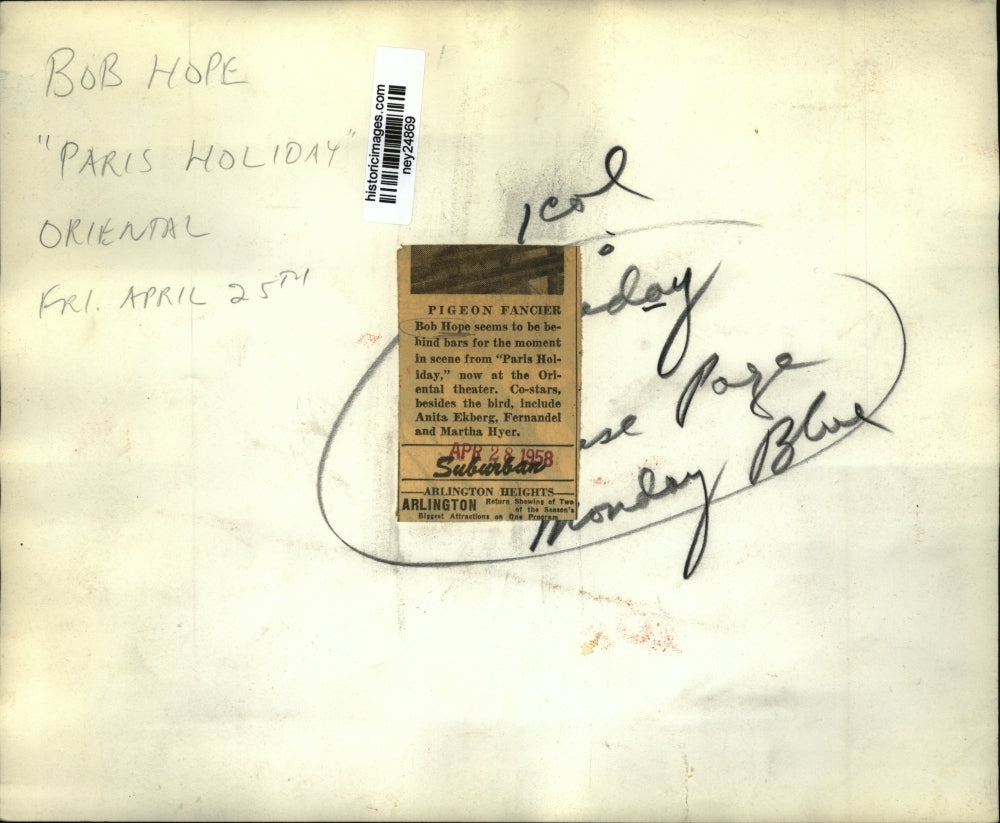 BOB HOPE
"PARIS HOLIDAY"
ORIENTAL
FRI. APRIL 25TH
historicimages.com
ney24869
1 col
PIGEON FANCIER
Bob Hope seems to be be-
hind bars for the moment
in scene from "Paris Hol-
iday," now at the Ori-
ental theater. Co-stars,
besides the bird, include
Anita Ekberg, Fernandel
and Martha Hyer.
APR 28 1958
Suburban
ARLINGTON HEIGHTS
ARLINGTON Return Showing of Two
of the Season's
Biggest Attractions on One Program
Page
Monday Blue